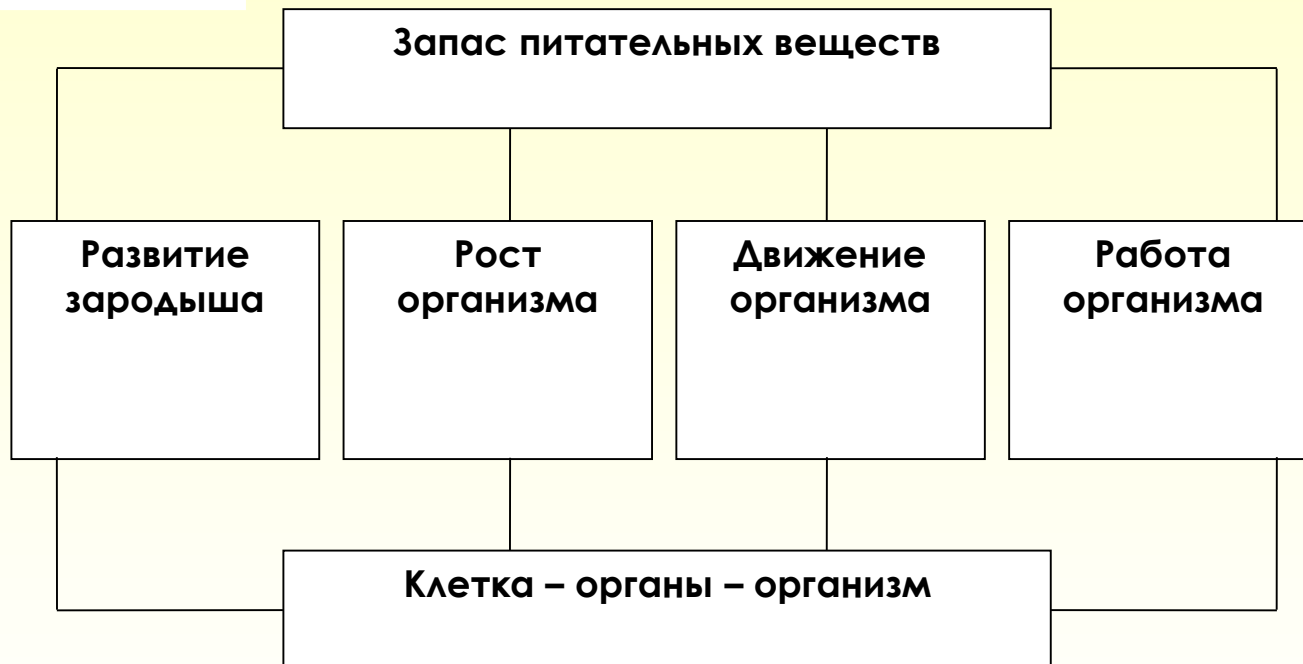 Запас питательных веществ
Развитие
зародыша
Рост
организма
Движение
организма
Работа
организма
Клетка – органы – организм